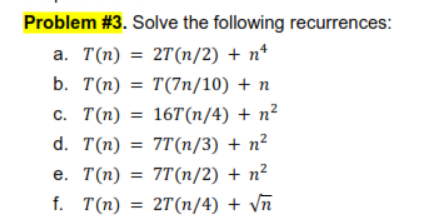 Problem #3. Solve the following recurrences:
a. T(n) = 2T(n/2) + n⁴
b. T(n) = T(7n/10) + n
c. T(n) = 16T(n/4) + n²
d. T(n) = 7T(n/3) + n²
e. T(n) = 7T(n/2) + n²
f. T(n) = 2T(n/4) + √n